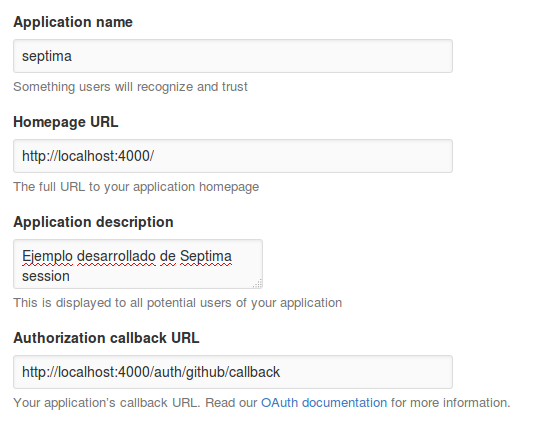 Application name
septima
Something users will recognize and trust
Homepage URL
http://localhost:4000/
The full URL to your application homepage
Application description
Ejemplo desarrollado de Septima
session
This is displayed to all potential users of your application
Authorization callback URL
http://localhost:4000/auth/github/callback
Your application's callback URL. Read our OAuth documentation for more information.